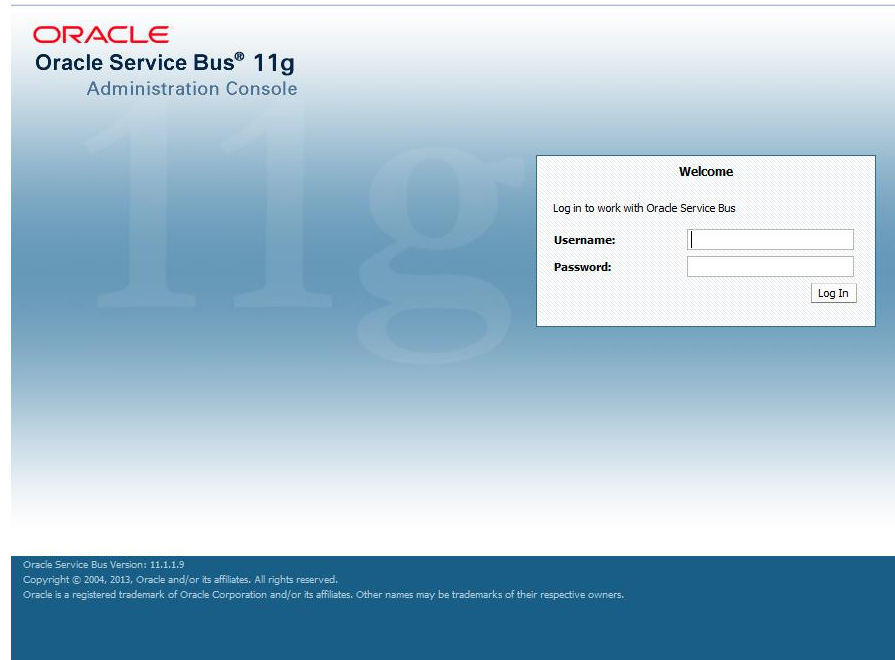 ORACLE
Oracle Service Bus® 11g
Administration Console
11g
Welcome
Log in to work with Oracle Service Bus
Username:
Password:
Log In
Oracle Service Bus Version: 11.1.1.9
Copyright © 2004, 2013, Oracle and/or its affiliates. All rights reserved.
Oracle is a registered trademark of Oracle Corporation and/or its affiliates. Other names may be trademarks of their respective owners.